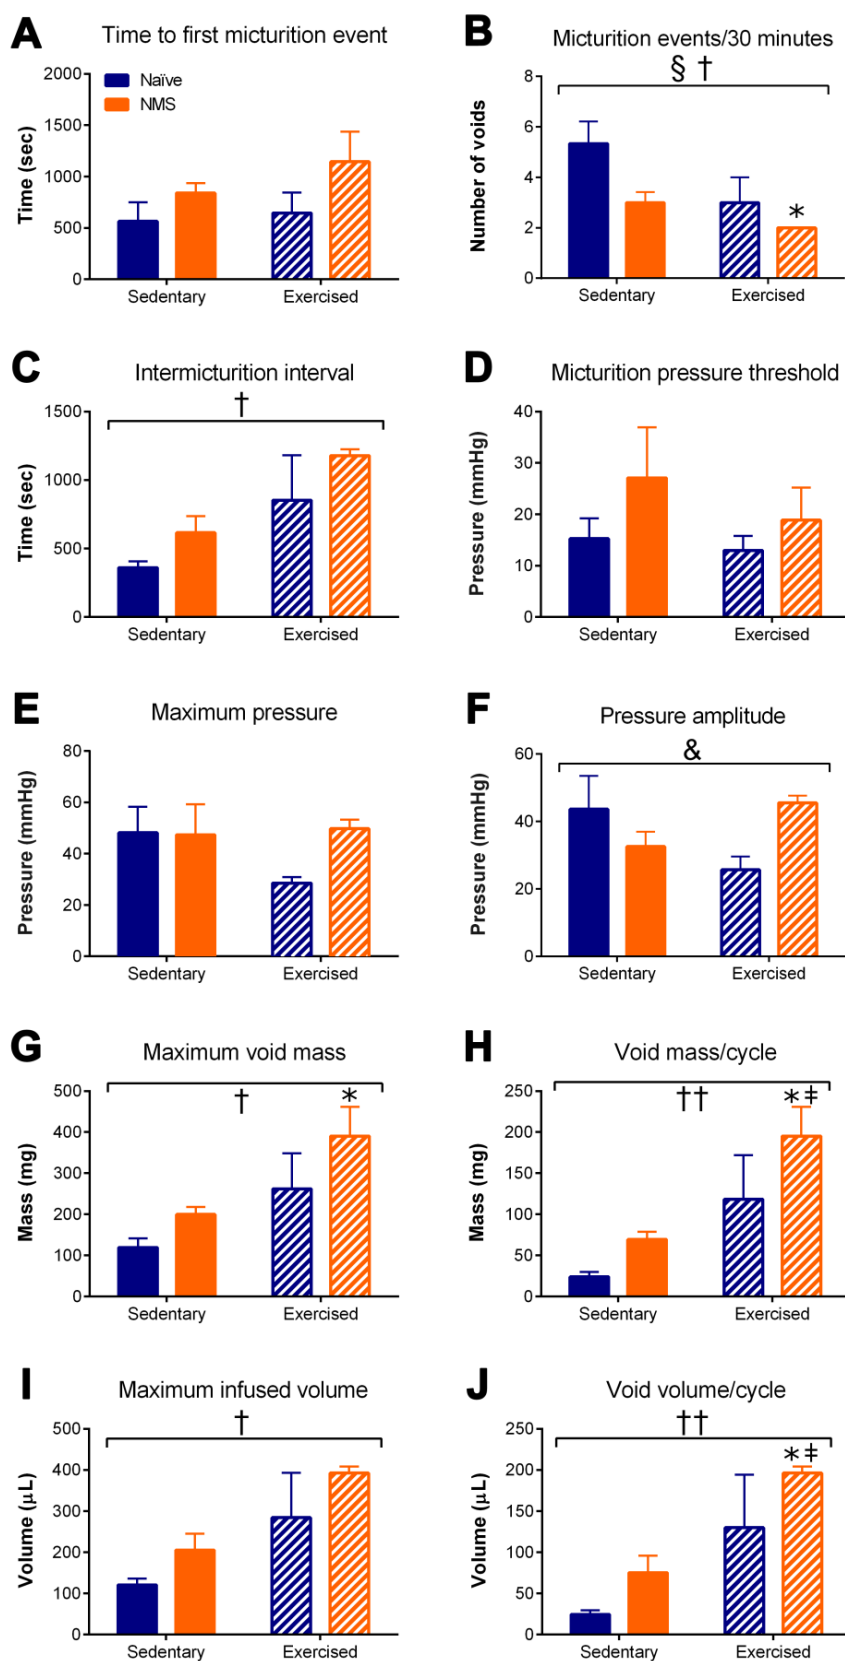 A Time to first micturition event
Time (sec)
2000
1500
1000
500
0
Naïve
NMS
Sedentary Exercised
B Micturition events/30 minutes
§ †
Number of voids
8
6
4
2
0
*
Sedentary Exercised
C Intermicturition interval
†
Time (sec)
1500
1000
500
0
Sedentary Exercised
D Micturition pressure threshold
Pressure (mmHg)
40
30
20
10
0
Sedentary Exercised
E Maximum pressure
Pressure (mmHg)
80
60
40
20
0
Sedentary Exercised
F Pressure amplitude
&
Pressure (mmHg)
60
40
20
0
Sedentary Exercised
G Maximum void mass
† *
Mass (mg)
500
400
300
200
100
0
Sedentary Exercised
H Void mass/cycle
†† *‡
Mass (mg)
250
200
150
100
50
0
Sedentary Exercised
I Maximum infused volume
†
Volume (µL)
500
400
300
200
100
0
Sedentary Exercised
J Void volume/cycle
††
*‡
Volume (µL)
250
200
150
100
50
0
Sedentary Exercised